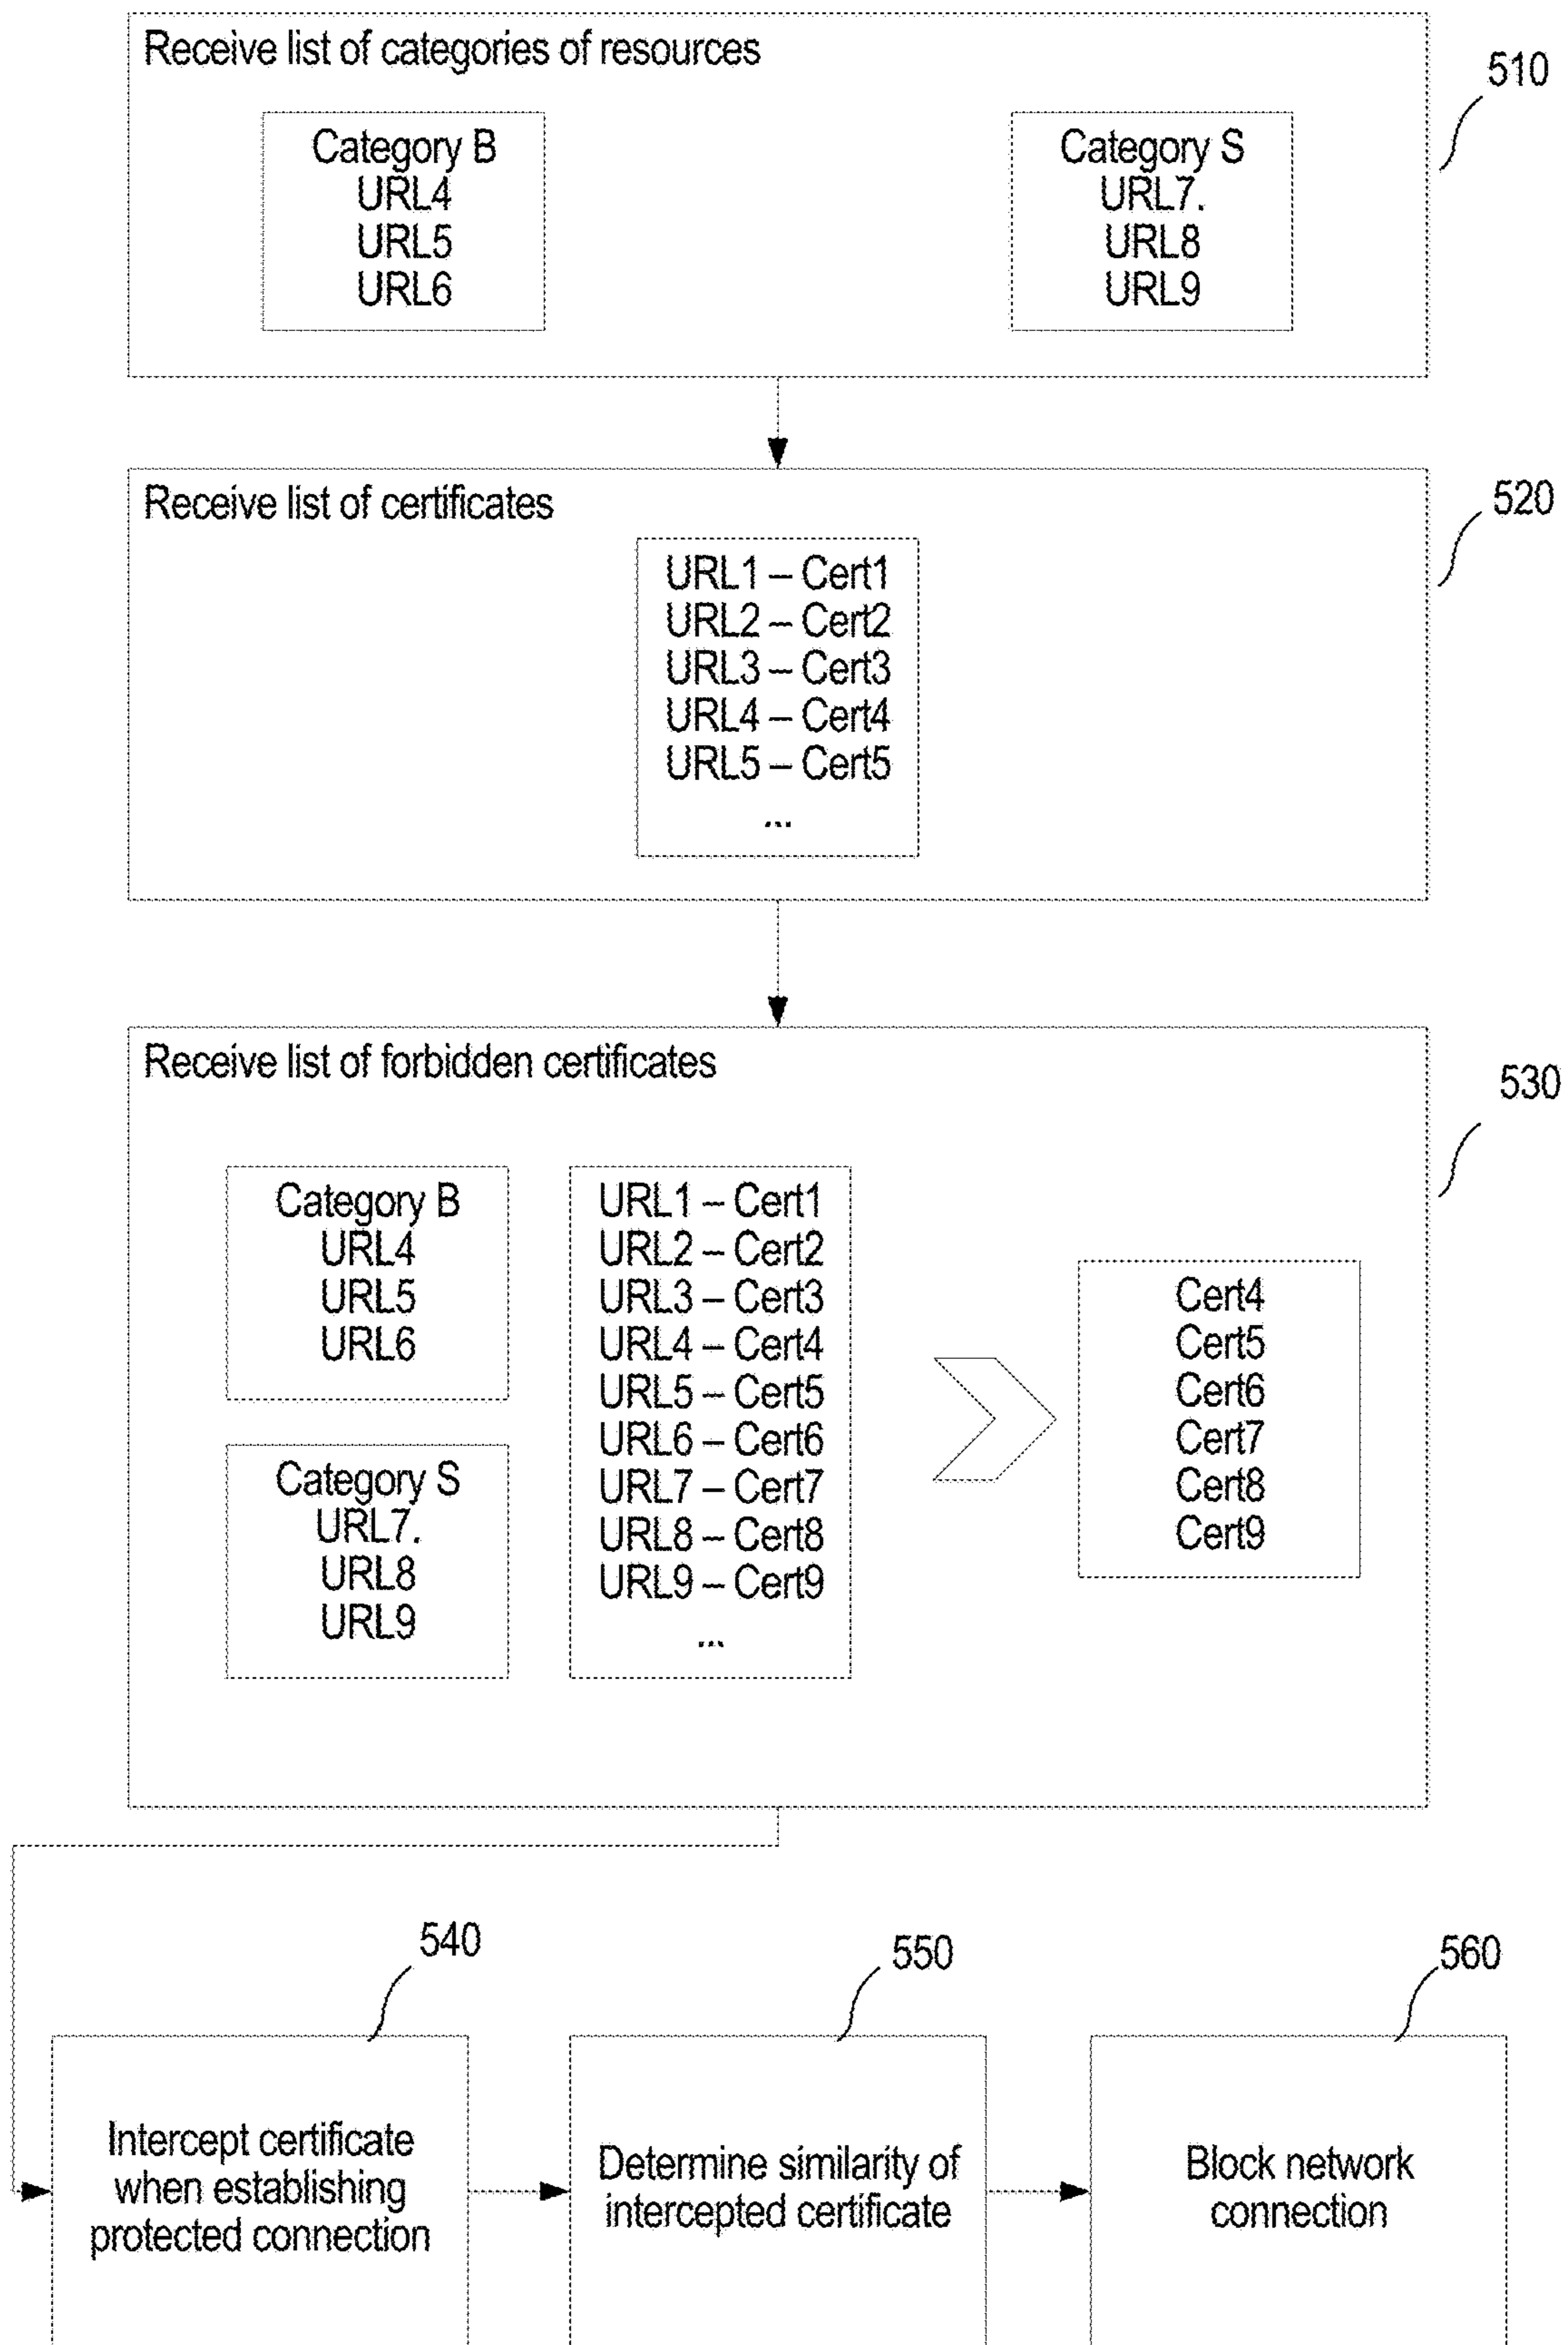 Receive list of categories of resources
510
Category B
URL4
URL5
URL6
Category S
URL7.
URL8
URL9
Receive list of certificates
520
URL1 – Cert1
URL2 – Cert2
URL3 – Cert3
URL4 – Cert4
URL5 – Cert5
...
Receive list of forbidden certificates
530
Category B
URL4
URL5
URL6
Category S
URL7.
URL8
URL9
URL1 – Cert1
URL2 – Cert2
URL3 – Cert3
URL4 – Cert4
URL5 – Cert5
URL6 – Cert6
URL7 – Cert7
URL8 – Cert8
URL9 – Cert9
...
Cert4
Cert5
Cert6
Cert7
Cert8
Cert9
540
Intercept certificate
when establishing
protected connection
550
Determine similarity of
intercepted certificate
560
Block network
connection